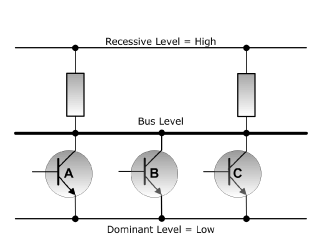 Recessive Level = High
Bus Level
A B C
Dominant Level = Low